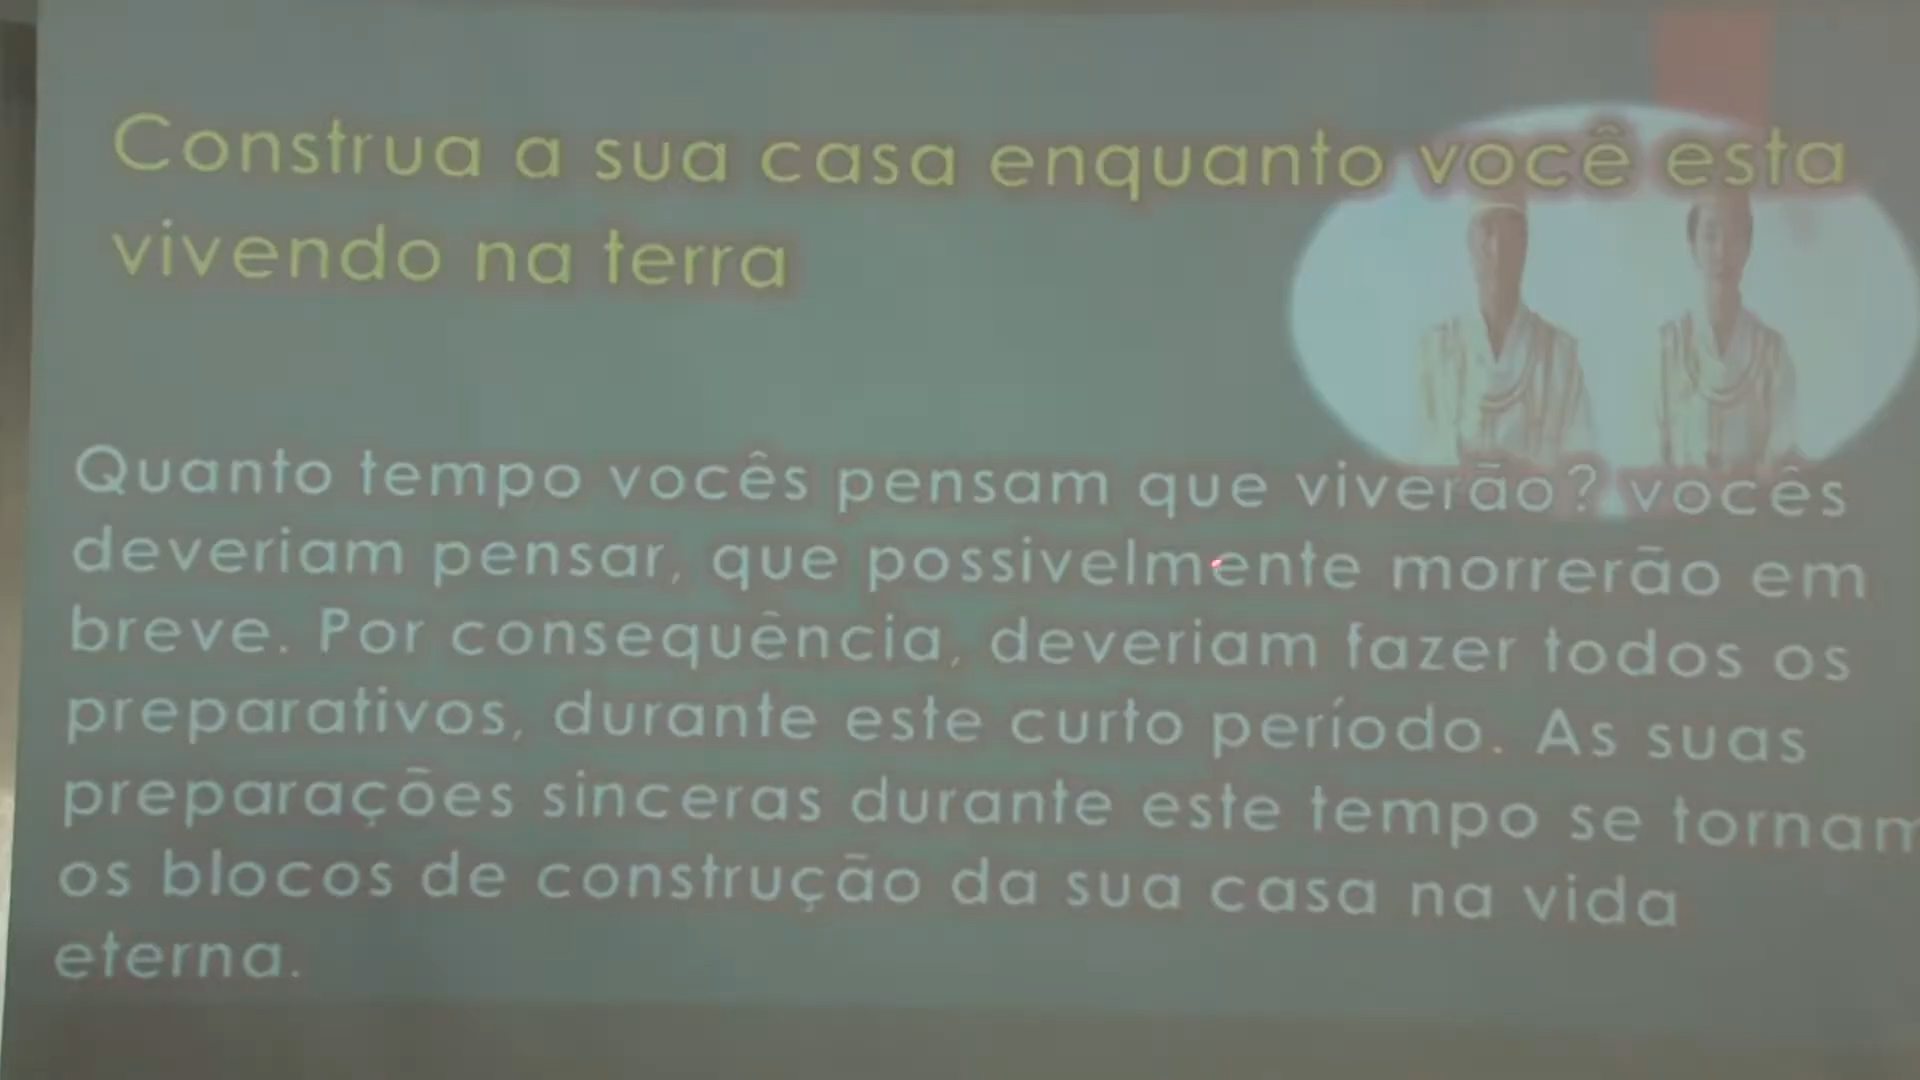 Construa a sua casa enquanto você esta
vivendo na terra
Quanto tempo vocês pensam que viverão? vocês
deveriam pensar, que possivelmente morrerão em
breve. Por consequência, deveriam fazer todos os
preparativos, durante este curto período. As suas
preparações sinceras durante este tempo se tornam
os blocos de construção da sua casa na vida
eterna.